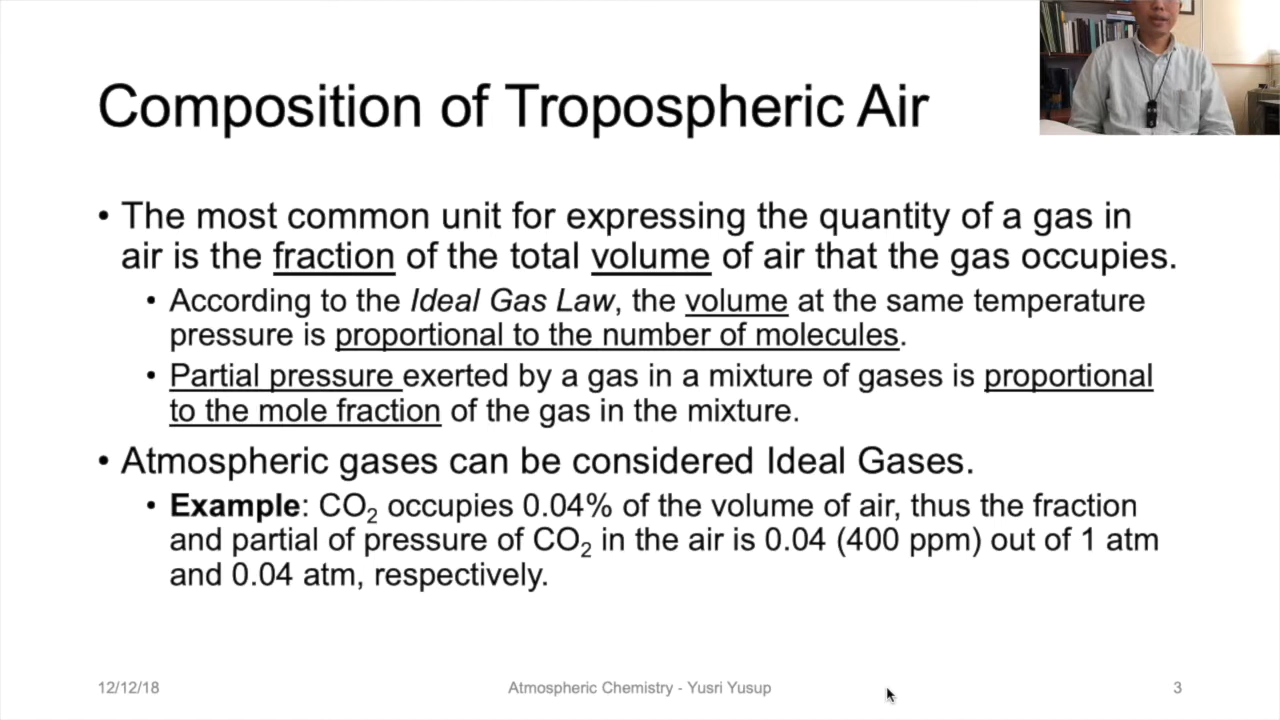 Composition of Tropospheric Air
• The most common unit for expressing the quantity of a gas in
air is the fraction of the total volume of air that the gas occupies.
• According to the Ideal Gas Law, the volume at the same temperature
pressure is proportional to the number of molecules.
• Partial pressure exerted by a gas in a mixture of gases is proportional
to the mole fraction of the gas in the mixture.
• Atmospheric gases can be considered Ideal Gases.
• Example: CO₂ occupies 0.04% of the volume of air, thus the fraction
and partial of pressure of CO₂ in the air is 0.04 (400 ppm) out of 1 atm
and 0.04 atm, respectively.
12/12/18 Atmospheric Chemistry - Yusri Yusup 3